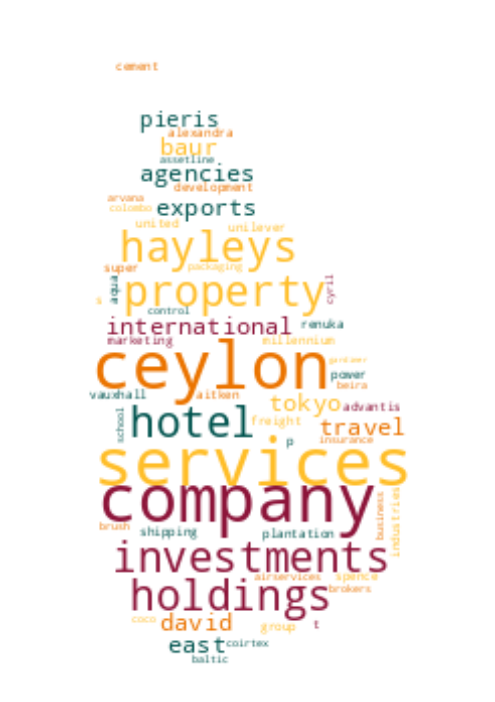 cement
pieris
alexandra
baur
assetline
agencies
development
arvana
colombo exports
united unilever
hayleys
super packaging
aqua property cyril
s
control
international renuka
marketing millennium
ceylon gardiner
power
beira
vauxhall aitken
tokyo advantis
school hotel freight travel
p insurance
services
company business industries
brush shipping plantation
investments
airservices spence
holdings brokers
coco david group t
east coirtex
baltic